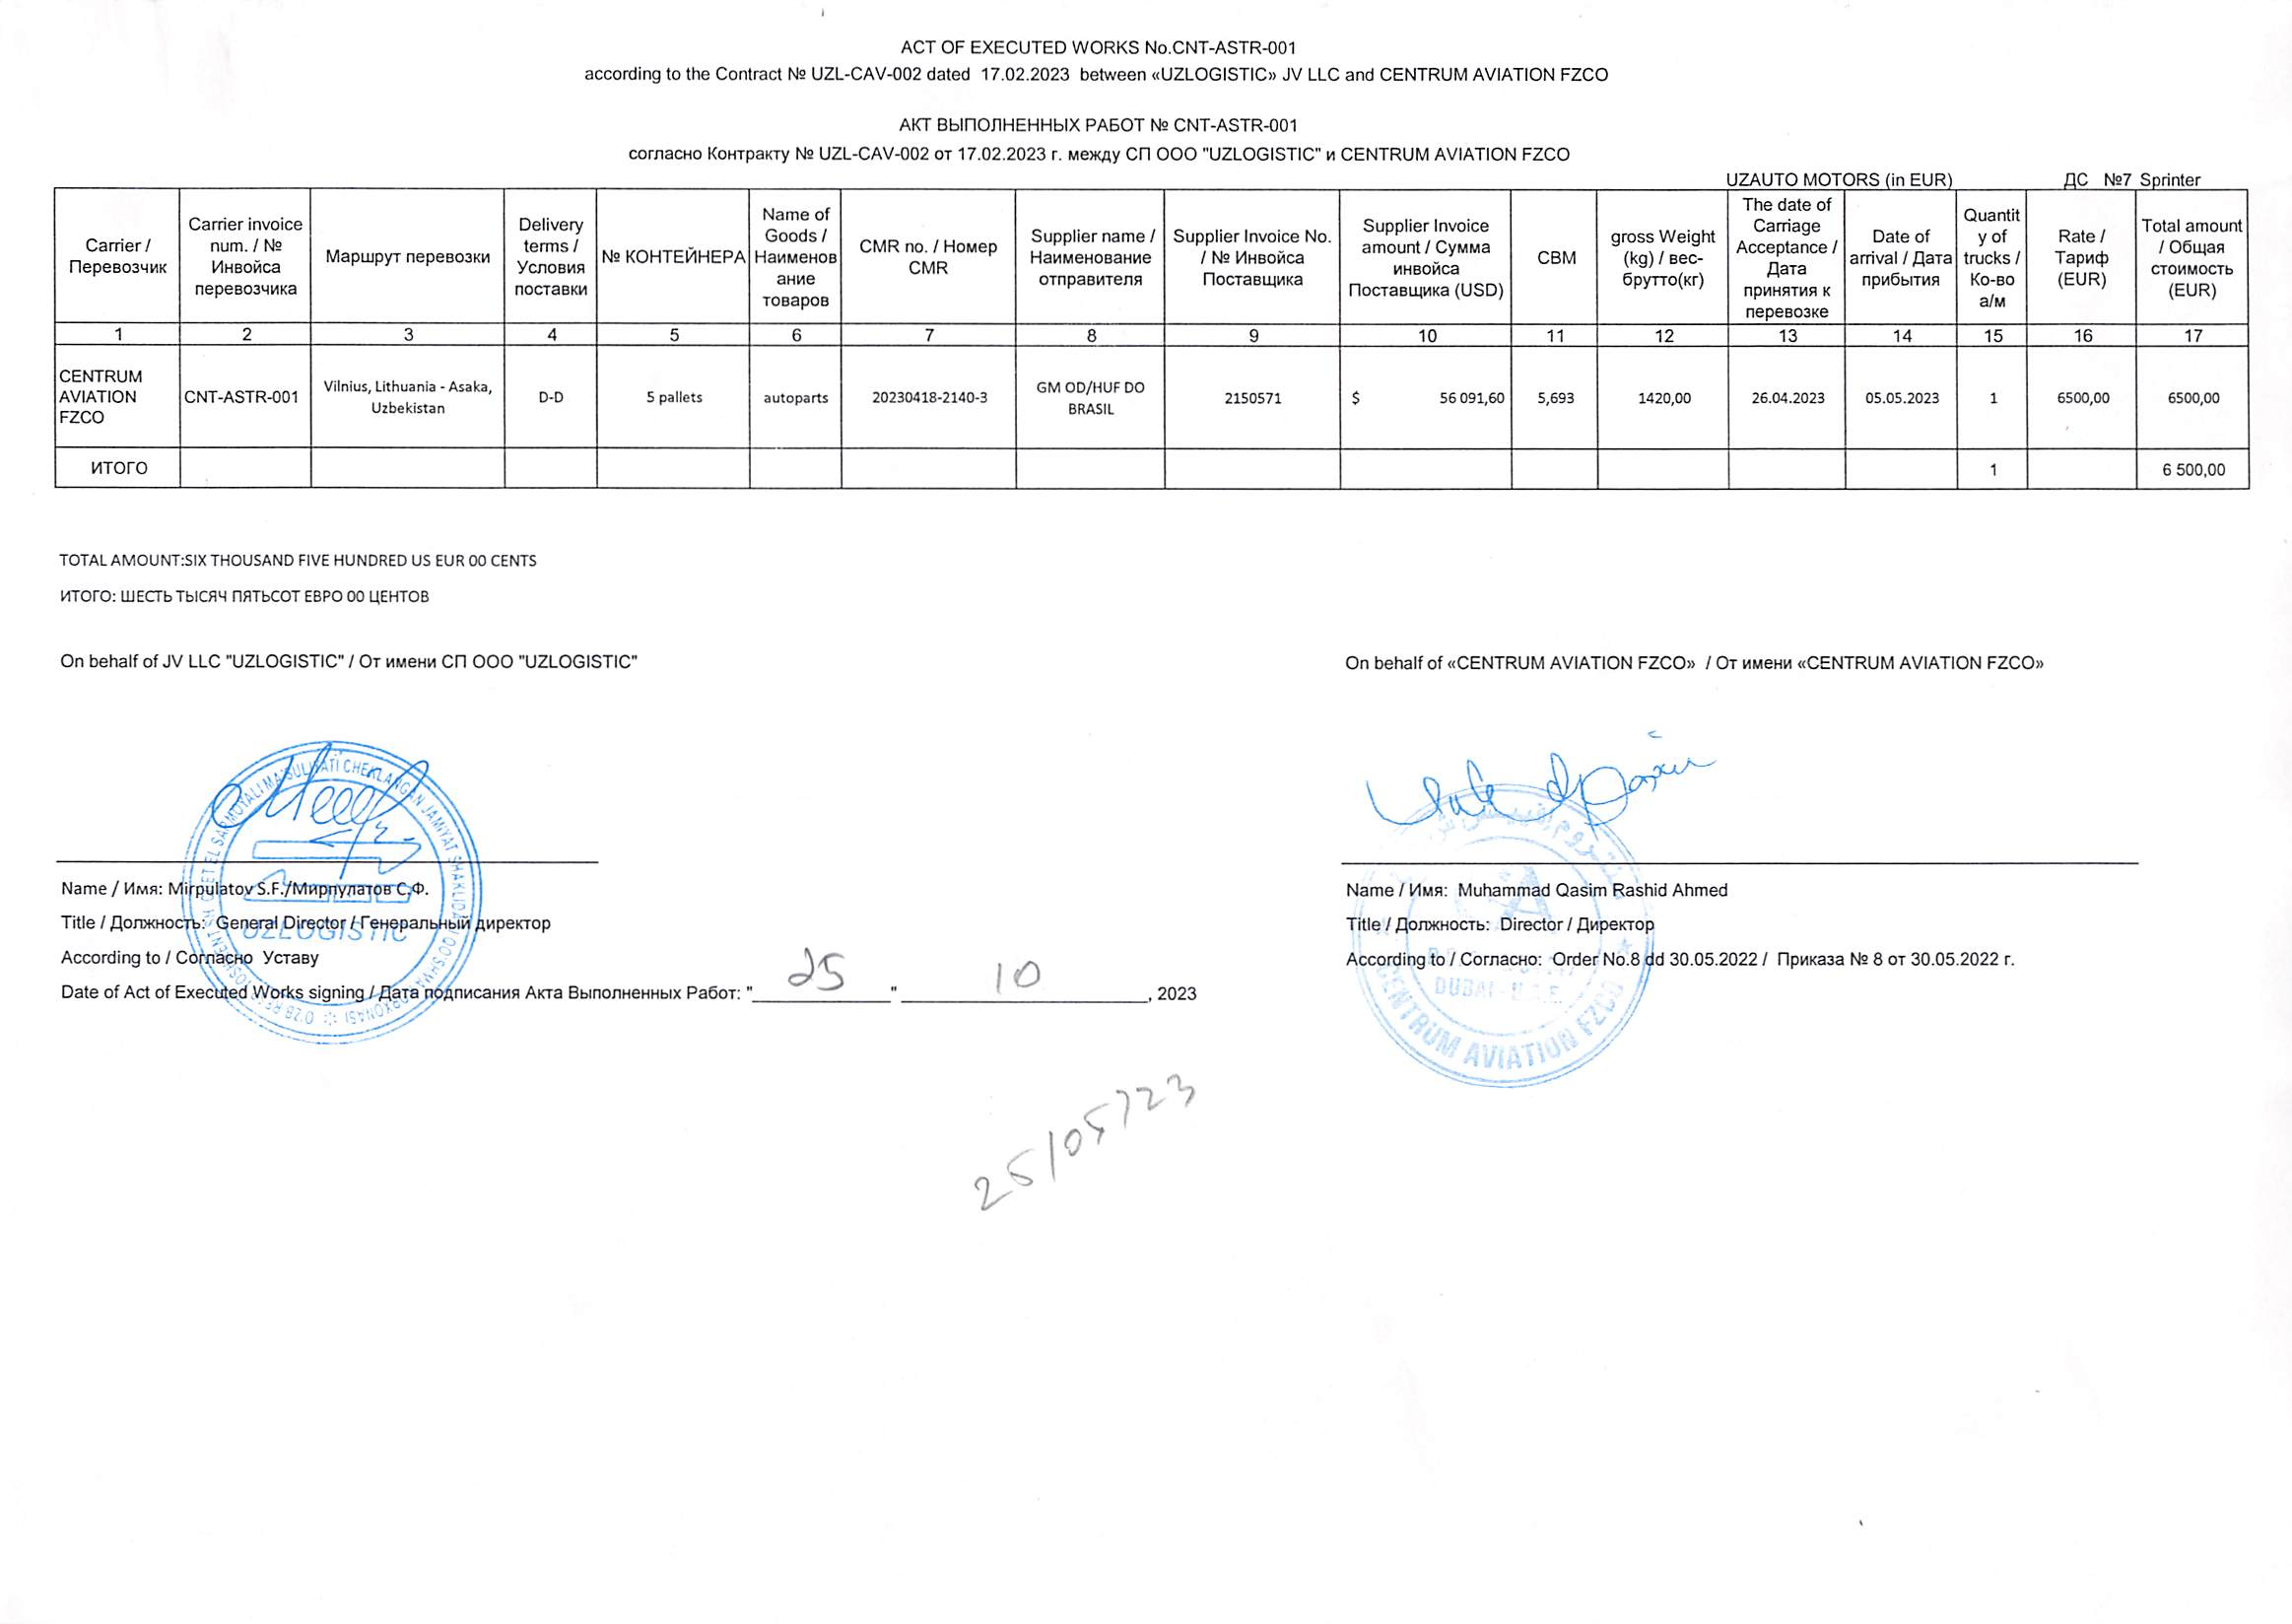 ACT OF EXECUTED WORKS No.CNT-ASTR-001
according to the Contract № UZL-CAV-002 dated 17.02.2023 between «UZLOGISTIC» JV LLC and CENTRUM AVIATION FZCO
АКТ ВЫПОЛНЕННЫХ РАБОТ № CNT-ASTR-001
согласно Контракту № UZL-CAV-002 от 17.02.2023 г. между СП ООО "UZLOGISTIC" и CENTRUM AVIATION FZCO
UZAUTO MOTORS (in EUR) ДС №7 Sprinter
Carrier / Перевозчик
Carrier invoice num. / № Инвойса перевозчика
Маршрут перевозки
Delivery terms / Условия поставки
№ КОНТЕЙНЕРА
Name of Goods / Наименование товаров
CMR no. / Номер CMR
Supplier name / Наименование отправителя
Supplier Invoice No. / № Инвойса Поставщика
Supplier Invoice amount / Сумма инвойса Поставщика (USD)
CBM
gross Weight (kg) / вес-брутто(кг)
The date of Carriage Acceptance / Дата принятия к перевозке
Date of arrival / Дата прибытия
Quantity of trucks / Ко-во а/м
Rate / Тариф (EUR)
Total amount / Общая стоимость (EUR)
1 2 3 4 5 6 7 8 9 10 11 12 13 14 15 16 17
CENTRUM AVIATION FZCO CNT-ASTR-001 Vilnius, Lithuania - Asaka, Uzbekistan D-D 5 pallets autoparts 20230418-2140-3 GM OD/HUF DO BRASIL 2150571 $ 56 091,60 5,693 1420,00 26.04.2023 05.05.2023 1 6500,00 6500,00
ИТОГО 1 6 500,00
TOTAL AMOUNT:SIX THOUSAND FIVE HUNDRED US EUR 00 CENTS
ИТОГО: ШЕСТЬ ТЫСЯЧ ПЯТЬСОТ ЕВРО 00 ЦЕНТОВ
On behalf of JV LLC "UZLOGISTIC" / От имени СП ООО "UZLOGISTIC"
On behalf of «CENTRUM AVIATION FZCO» / От имени «CENTRUM AVIATION FZCO»
Name / Имя: Mirpulatov S.F./Мирпулатов С.Ф.
Title / Должность: General Director / Генеральный директор
According to / Согласно Уставу
Date of Act of Executed Works signing / Дата подписания Акта Выполненных Работ: "25" 10, 2023
Name / Имя: Muhammad Qasim Rashid Ahmed
Title / Должность: Director / Директор
According to / Согласно: Order No.8 dd 30.05.2022 / Приказа № 8 от 30.05.2022 г.
UZLOGISTIC
DUBAI - U.A.E.
CENTRUM AVIATION FZCO
25/05/23